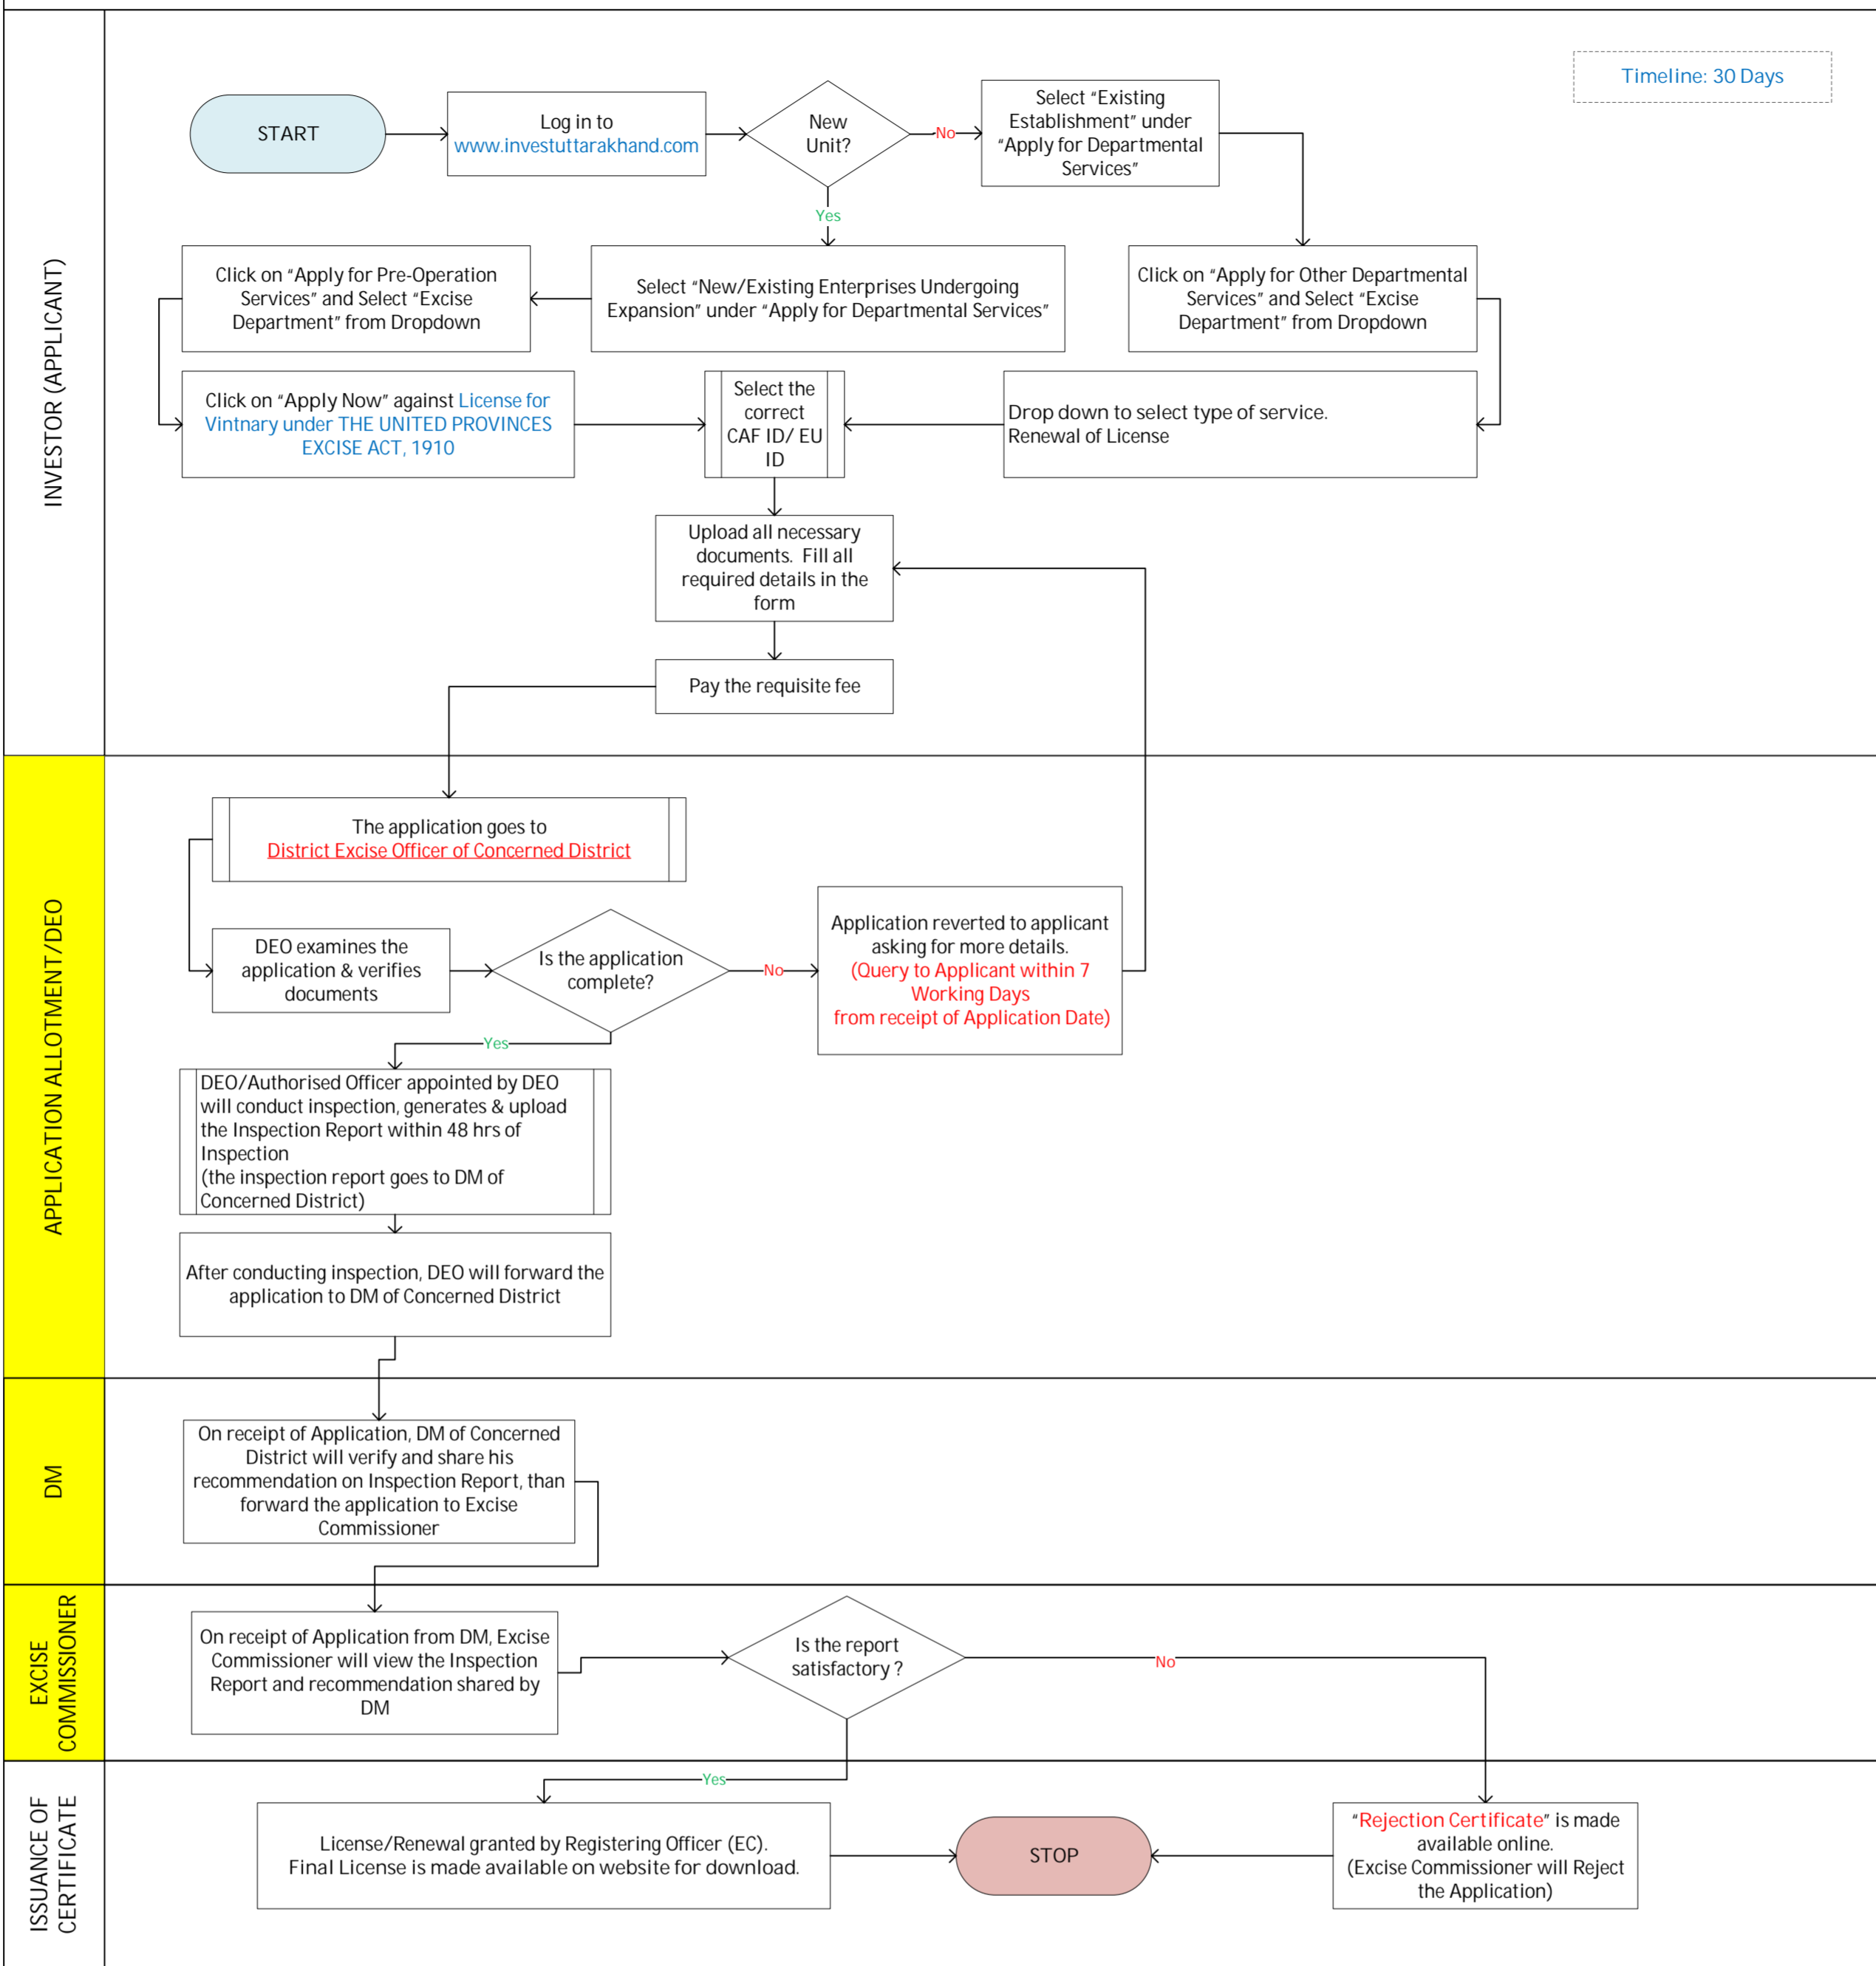 Timeline: 30 Days
INVESTOR (APPLICANT)
START
Log in to
www.investuttarakhand.com
New
Unit?
No
Select “Existing
Establishment” under
“Apply for Departmental
Services”
Yes
Click on “Apply for Pre-Operation
Services” and Select “Excise
Department” from Dropdown
Select “New/Existing Enterprises Undergoing
Expansion” under “Apply for Departmental Services”
Click on “Apply for Other Departmental
Services” and Select “Excise
Department” from Dropdown
Click on “Apply Now” against License for
Vintnary under THE UNITED PROVINCES
EXCISE ACT, 1910
Select the
correct
CAF ID/ EU
ID
Drop down to select type of service.
Renewal of License
Upload all necessary
documents. Fill all
required details in the
form
Pay the requisite fee
APPLICATION ALLOTMENT/DEO
The application goes to
District Excise Officer of Concerned District
DEO examines the
application & verifies
documents
Is the application
complete?
No
Application reverted to applicant
asking for more details.
(Query to Applicant within 7
Working Days
from receipt of Application Date)
Yes
DEO/Authorised Officer appointed by DEO
will conduct inspection, generates & upload
the Inspection Report within 48 hrs of
Inspection
(the inspection report goes to DM of
Concerned District)
After conducting inspection, DEO will forward the
application to DM of Concerned District
DM
On receipt of Application, DM of Concerned
District will verify and share his
recommendation on Inspection Report, than
forward the application to Excise
Commissioner
EXCISE
COMMISSIONER
On receipt of Application from DM, Excise
Commissioner will view the Inspection
Report and recommendation shared by
DM
Is the report
satisfactory ?
No
Yes
ISSUANCE OF
CERTIFICATE
License/Renewal granted by Registering Officer (EC).
Final License is made available on website for download.
STOP
“Rejection Certificate” is made
available online.
(Excise Commissioner will Reject
the Application)